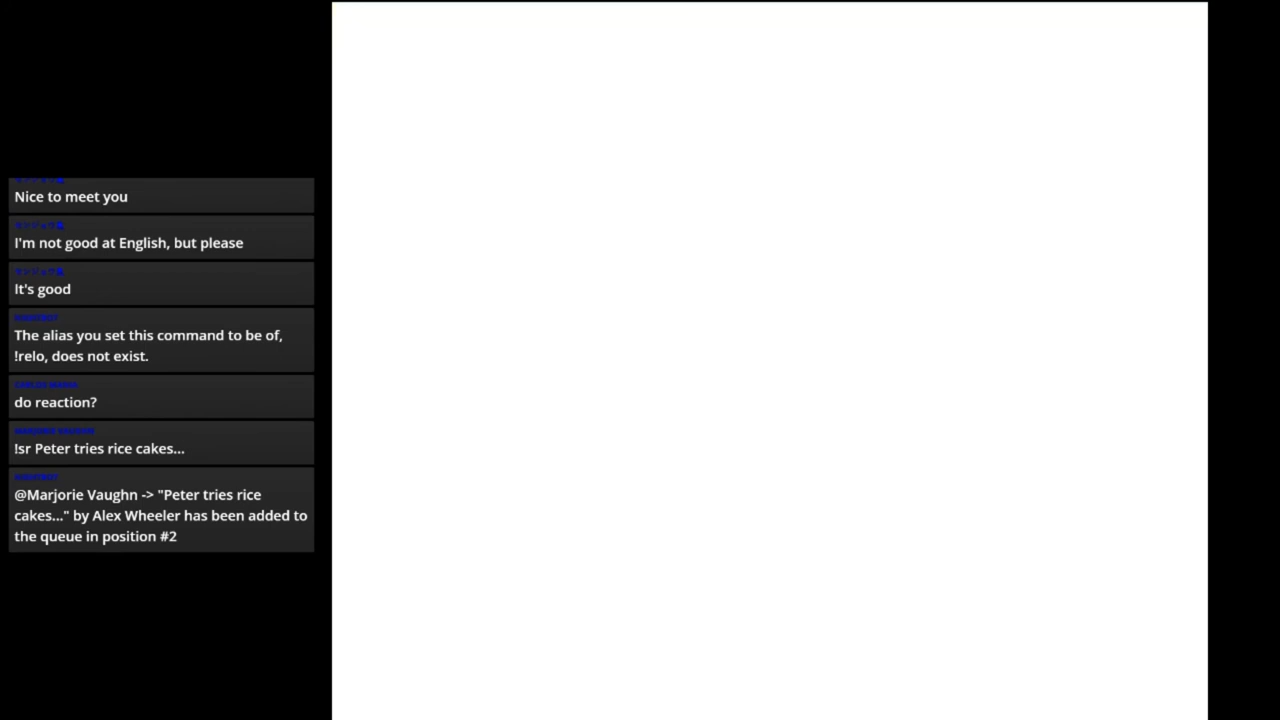 Nice to meet you
I'm not good at English, but please
It's good
The alias you set this command to be of,
!relo, does not exist.
do reaction?
!sr Peter tries rice cakes...
@Marjorie Vaughn -> "Peter tries rice
cakes..." by Alex Wheeler has been added to
the queue in position #2